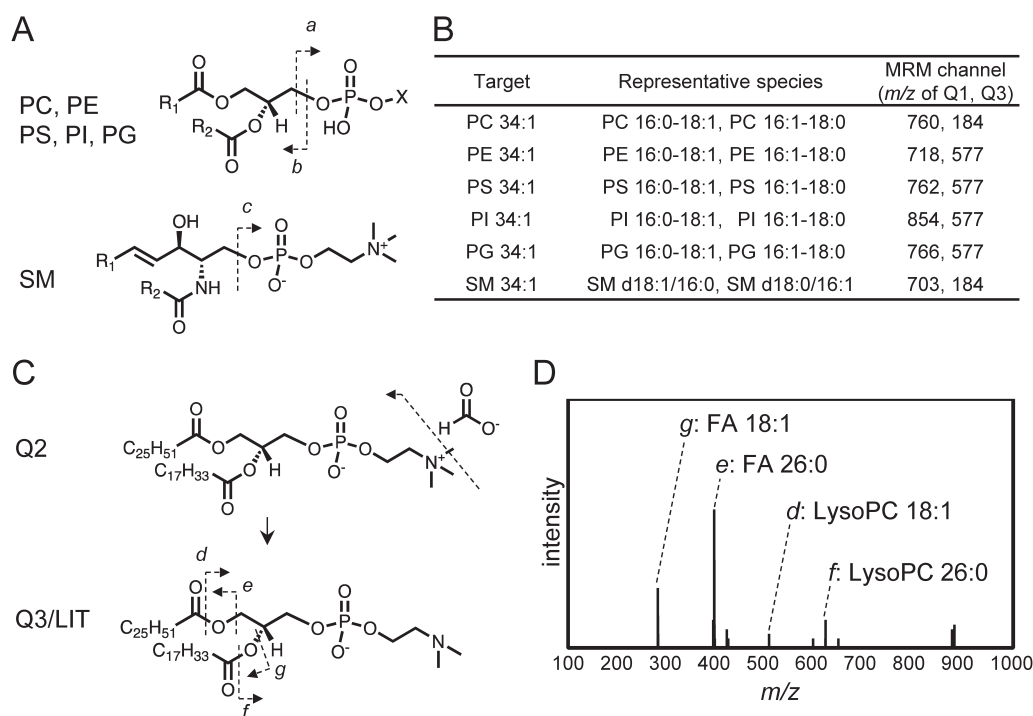 A
PC, PE
PS, PI, PG
a
O
R1
O
O
P
O
X
R2
O
H
HO
O
b
c
OH
R1
O
O
P
O
N+
O-
R2
NH
O
SM
B
Target Representative species MRM channel
(m/z of Q1, Q3)
PC 34:1 PC 16:0-18:1, PC 16:1-18:0 760, 184
PE 34:1 PE 16:0-18:1, PE 16:1-18:0 718, 577
PS 34:1 PS 16:0-18:1, PS 16:1-18:0 762, 577
PI 34:1 PI 16:0-18:1, PI 16:1-18:0 854, 577
PG 34:1 PG 16:0-18:1, PG 16:1-18:0 766, 577
SM 34:1 SM d18:1/16:0, SM d18:0/16:1 703, 184
C
Q2
O
H
O-
O
C25H51
O
O
O
P
O
N+
O-
C17H33
O
H
O
Q3/LIT
d
e
O
C25H51
O
O
O
P
O
N
O-
C17H33
O
H
O
g
f
D
g: FA 18:1
e: FA 26:0
d: LysoPC 18:1
f: LysoPC 26:0
intensity
100 200 300 400 500 600 700 800 900 1000
m/z